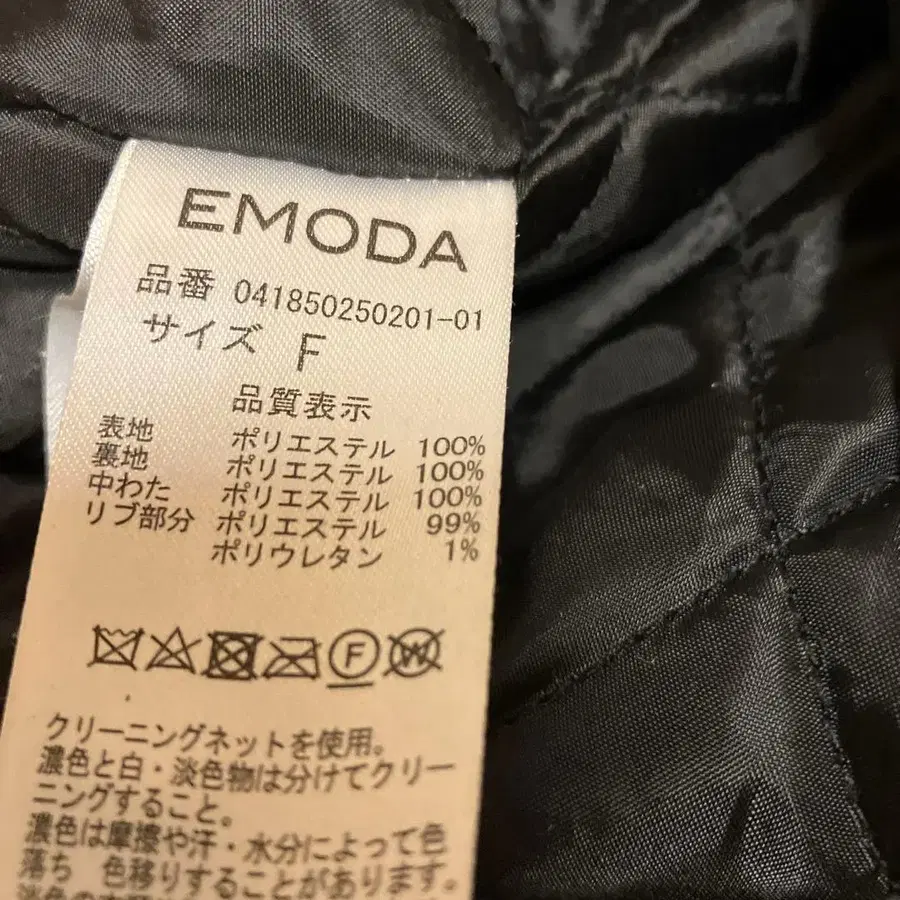 EMODA
品番 041850250201-01
サイズ F
品質表示
表地 ポリエステル 100%
裏地 ポリエステル 100%
中わた ポリエステル 100%
リブ部分 ポリエステル 99%
ポリウレタン 1%
F W
クリーニングネットを使用。
濃色と白・淡色物は分けてクリー
ニングすること。
濃色は摩擦や汗・水分によって色
落ち 色移りすることがあります。